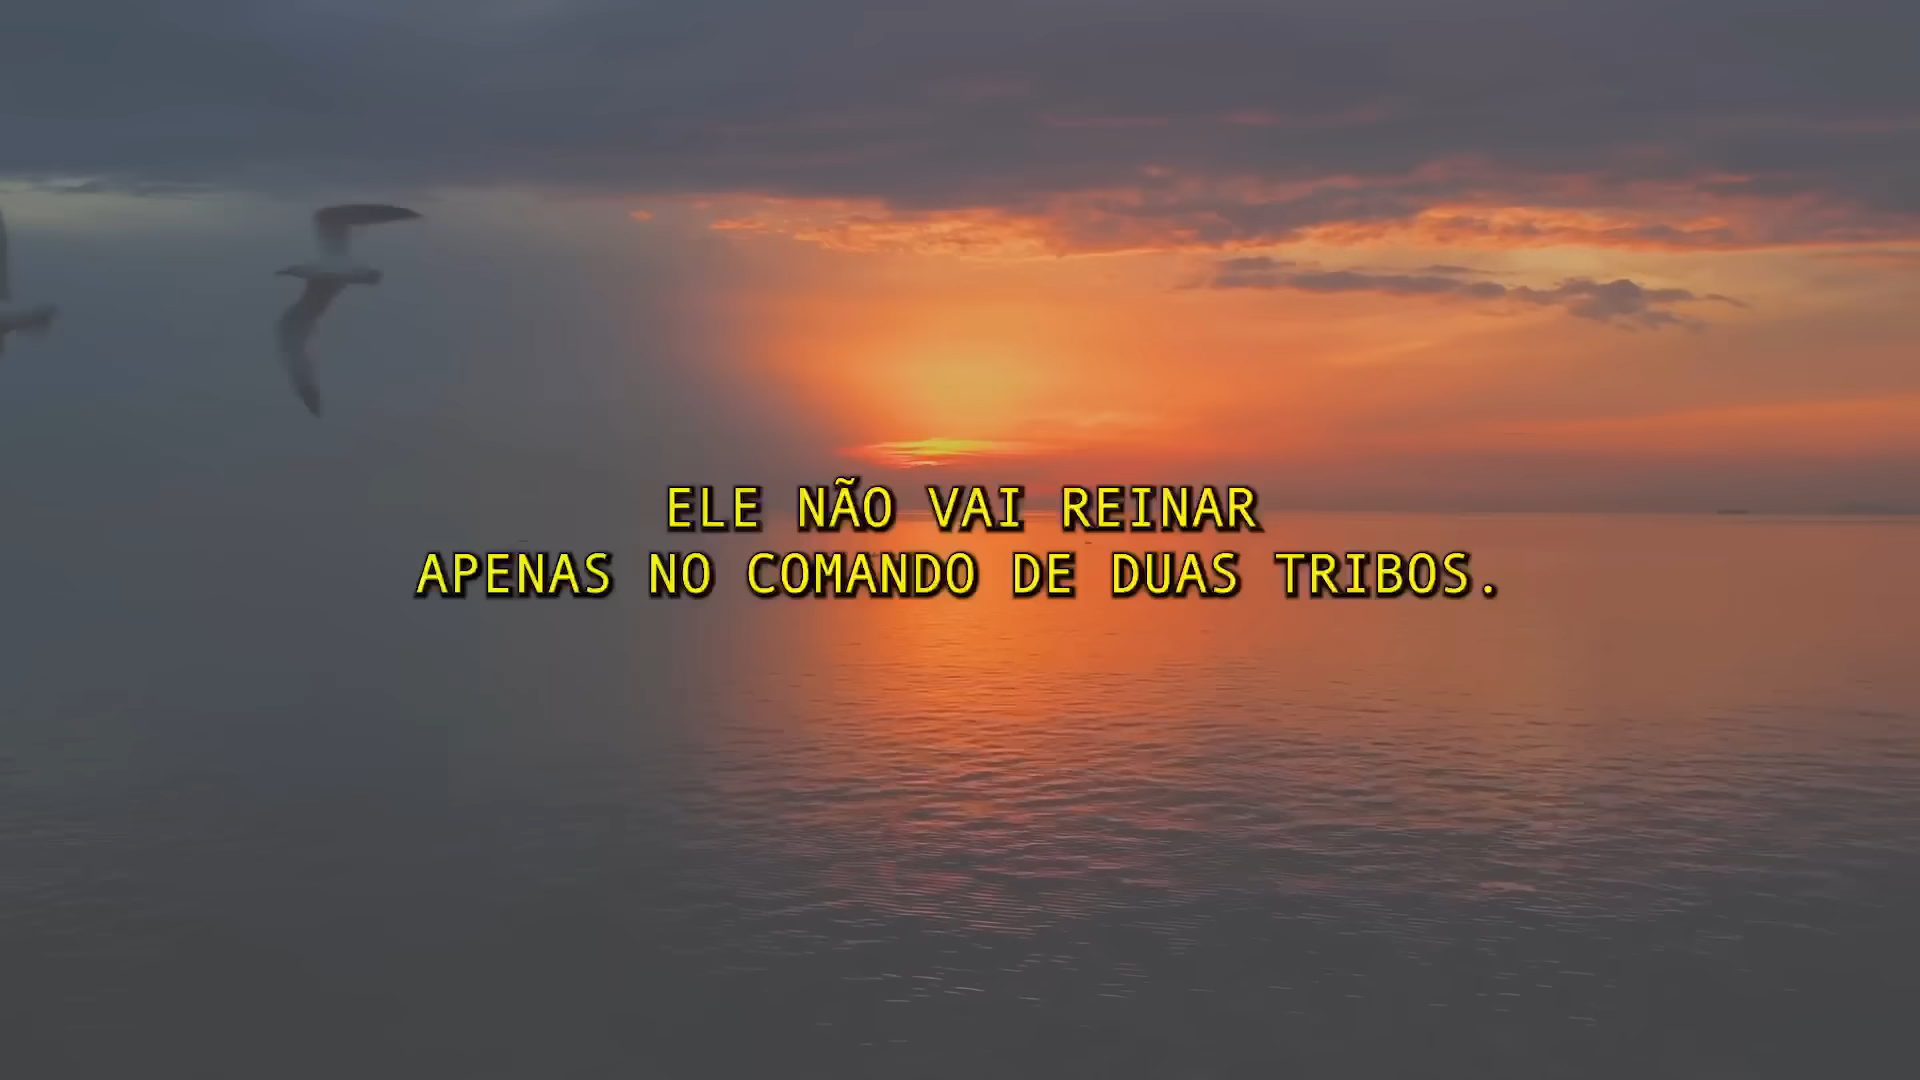 ELE NÃO VAI REINAR
APENAS NO COMANDO DE DUAS TRIBOS.